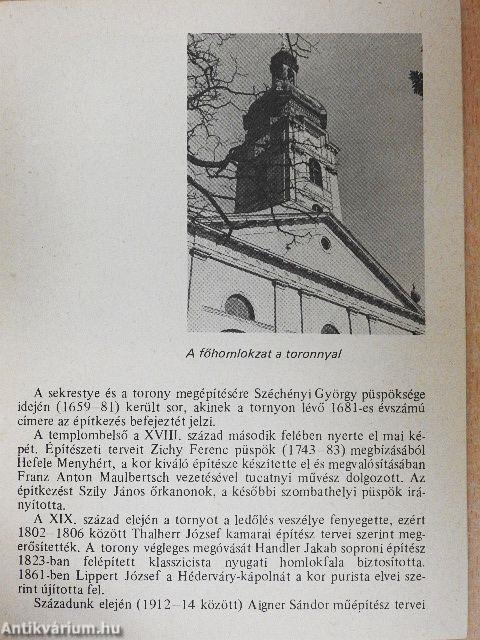 A főhomlokzat a toronnyal
A sekrestye és a torony megépítésére Széchényi György püspöksége
idején (1659–81) került sor, akinek a tornyon lévő 1681-es évszámú
címere az építkezés befejeztét jelzi.
A templombelső a XVIII. század második felében nyerte el mai ké-
pét. Építészeti terveit Zichy Ferenc püspök (1743–83) megbízásából
Hefele Menyhért, a kor kiváló építésze készítette el és megvalósításában
Franz Anton Maulbertsch vezetésével tucatnyi művész dolgozott. Az
építkezést Szily János őrkanonok, a későbbi szombathelyi püspök irá-
nyította.
A XIX. század elején a tornyot a ledőlés veszélye fenyegette, ezért
1802–1806 között Thalherr József kamarai építész tervei szerint meg-
erősítették. A torony végleges megóvását Handler Jakab soproni építész
1823-ban felépített klasszicista nyugati homlokfala biztosította.
1861-ben Lippert József a Héderváry-kápolnát a kor purista elvei sze-
rint újította fel.
Századunk elején (1912–14 között) Aigner Sándor műépítész tervei
Antikvárium.hu